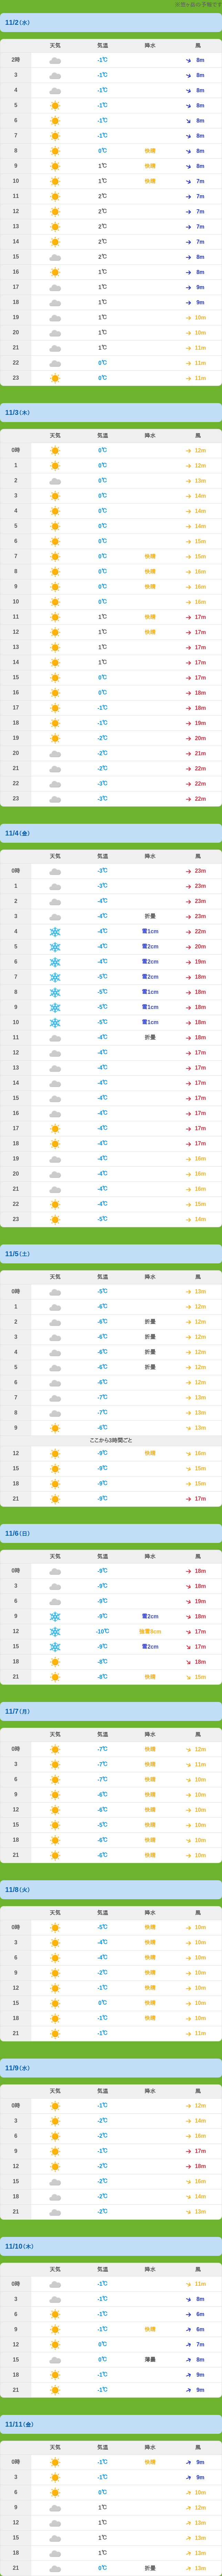 ※間ヶ岳の予想です
11/2(水)
天気 気温 降水 風
2時 -1℃ 8m
3 -1℃ 8m
4 -1℃ 8m
5 -1℃ 8m
6 -1℃ 8m
7 -1℃ 8m
8 0℃ 快晴 8m
9 1℃ 快晴 8m
10 1℃ 快晴 7m
11 2℃ 7m
12 2℃ 7m
13 2℃ 7m
14 2℃ 7m
15 2℃ 8m
16 1℃ 8m
17 1℃ 9m
18 1℃ 9m
19 1℃ 10m
20 1℃ 10m
21 1℃ 11m
22 0℃ 11m
23 0℃ 11m
11/3(木)
天気 気温 降水 風
0時 0℃ 12m
1 0℃ 12m
2 0℃ 13m
3 0℃ 14m
4 0℃ 14m
5 0℃ 14m
6 0℃ 15m
7 0℃ 快晴 15m
8 0℃ 快晴 16m
9 0℃ 快晴 16m
10 0℃ 16m
11 1℃ 快晴 17m
12 1℃ 快晴 17m
13 1℃ 17m
14 1℃ 17m
15 0℃ 17m
16 0℃ 18m
17 -1℃ 18m
18 -1℃ 19m
19 -2℃ 20m
20 -2℃ 21m
21 -2℃ 22m
22 -3℃ 22m
23 -3℃ 22m
11/4(金)
天気 気温 降水 風
0時 -3℃ 23m
1 -3℃ 23m
2 -4℃ 23m
3 -4℃ 折曇 23m
4 -4℃ 雪1cm 22m
5 -4℃ 雪2cm 20m
6 -4℃ 雪2cm 19m
7 -5℃ 雪2cm 18m
8 -5℃ 雪1cm 18m
9 -5℃ 雪1cm 18m
10 -5℃ 雪1cm 18m
11 -4℃ 折曇 18m
12 -4℃ 17m
13 -4℃ 17m
14 -4℃ 17m
15 -4℃ 17m
16 -4℃ 17m
17 -4℃ 17m
18 -4℃ 17m
19 -4℃ 16m
20 -4℃ 16m
21 -4℃ 16m
22 -4℃ 15m
23 -5℃ 14m
11/5(土)
天気 気温 降水 風
0時 -5℃ 13m
1 -6℃ 12m
2 -6℃ 折曇 12m
3 -6℃ 折曇 12m
4 -6℃ 折曇 12m
5 -6℃ 折曇 12m
6 -6℃ 12m
7 -7℃ 13m
8 -7℃ 13m
9 -6℃ 13m
ここから3時間ごと
12 -9℃ 快晴 16m
15 -9℃ 15m
18 -9℃ 15m
21 -9℃ 17m
11/6(日)
天気 気温 降水 風
0時 -9℃ 18m
3 -9℃ 18m
6 -9℃ 19m
9 -9℃ 雪2cm 18m
12 -10℃ 強雪8cm 17m
15 -9℃ 雪2cm 17m
18 -8℃ 18m
21 -8℃ 快晴 15m
11/7(月)
天気 気温 降水 風
0時 -7℃ 快晴 12m
3 -7℃ 快晴 11m
6 -7℃ 快晴 10m
9 -6℃ 快晴 10m
12 -6℃ 快晴 10m
15 -5℃ 快晴 10m
18 -6℃ 快晴 10m
21 -6℃ 快晴 10m
11/8(火)
天気 気温 降水 風
0時 -5℃ 快晴 10m
3 -4℃ 快晴 10m
6 -4℃ 快晴 10m
9 -2℃ 快晴 10m
12 -1℃ 快晴 10m
15 0℃ 快晴 10m
18 -1℃ 快晴 10m
21 -1℃ 11m
11/9(水)
天気 気温 降水 風
0時 -1℃ 12m
3 -2℃ 14m
6 -2℃ 16m
9 -1℃ 17m
12 -2℃ 18m
15 -2℃ 16m
18 -2℃ 14m
21 -2℃ 13m
11/10(木)
天気 気温 降水 風
0時 -1℃ 11m
3 -1℃ 8m
6 -1℃ 6m
9 -1℃ 快晴 6m
12 0℃ 7m
15 0℃ 薄曇 8m
18 -1℃ 9m
21 -1℃ 9m
11/11(金)
天気 気温 降水 風
0時 -1℃ 快晴 9m
3 -1℃ 9m
6 0℃ 10m
9 1℃ 12m
12 1℃ 13m
15 1℃ 13m
18 1℃ 13m
21 0℃ 折曇 13m